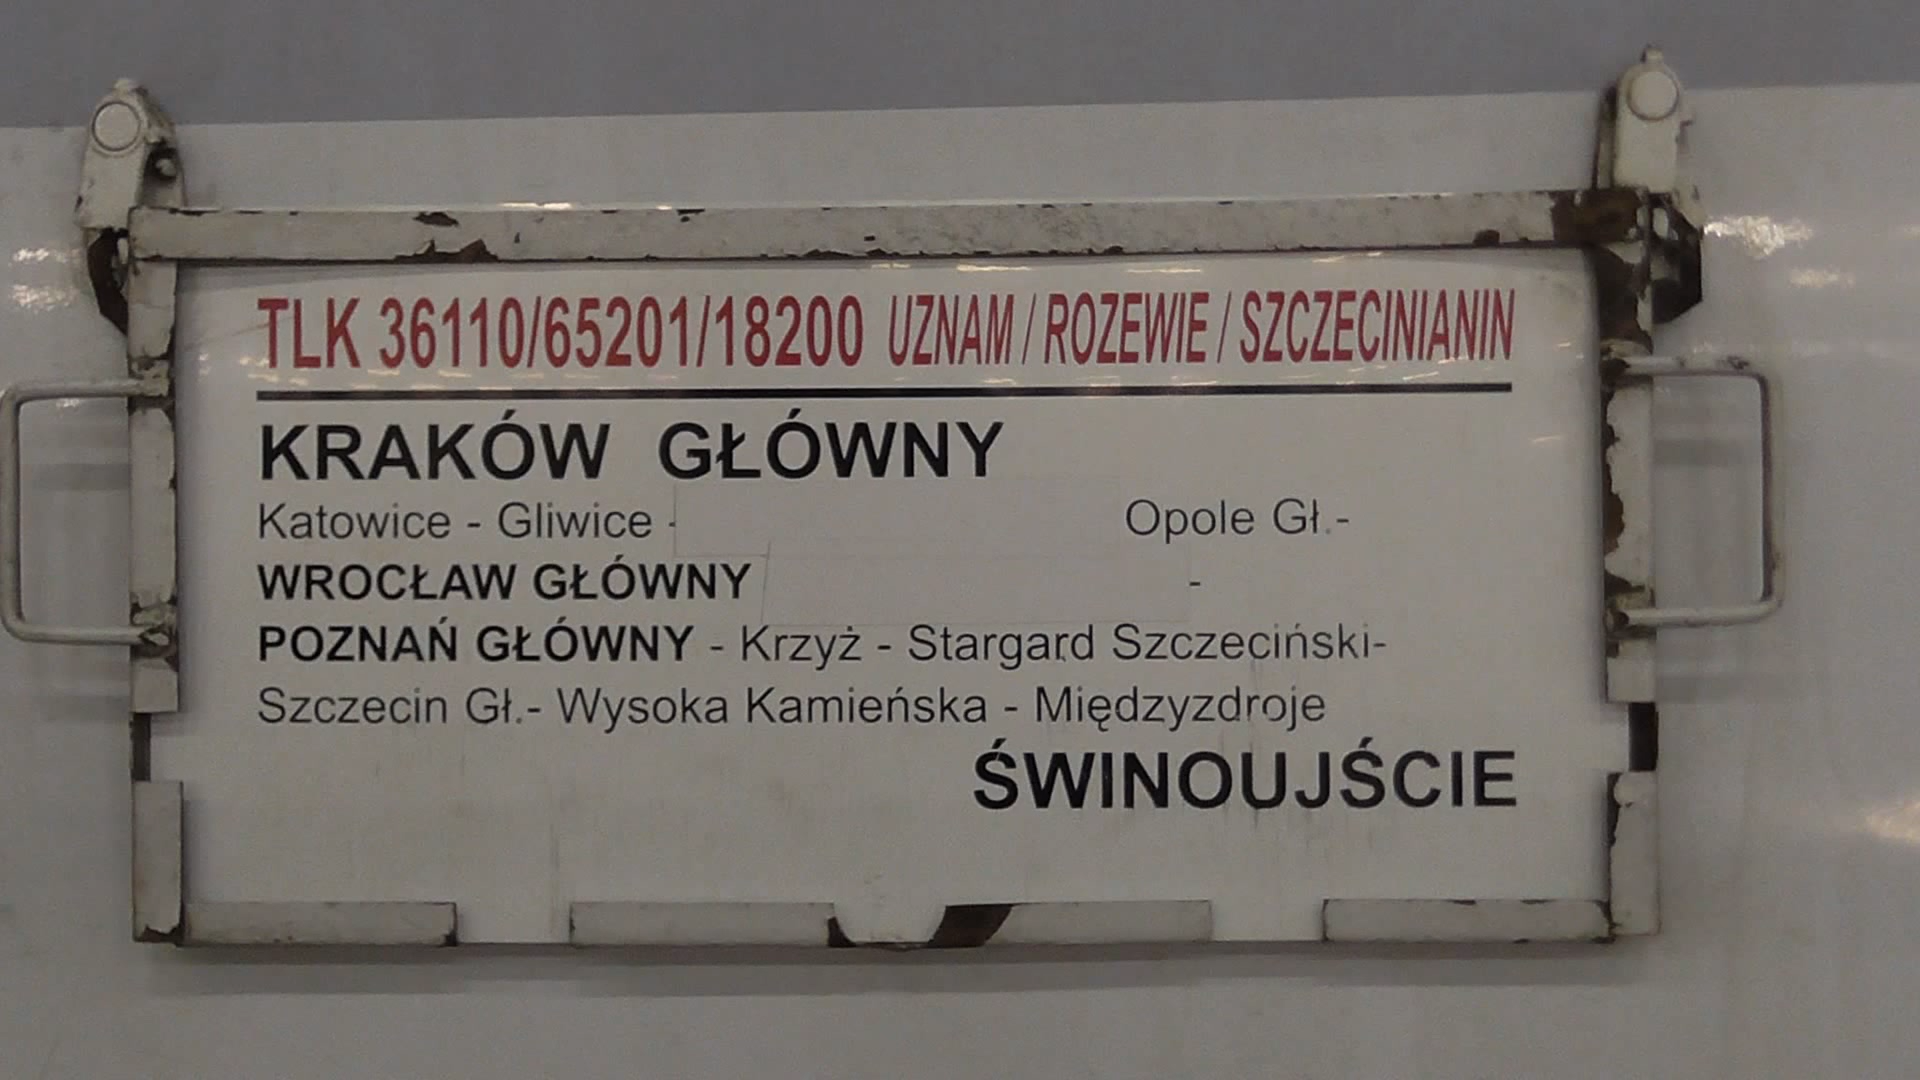 TLK 36110/65201/18200 UZNAM / ROZEWIE / SZCZECINIANIN
KRAKÓW GŁÓWNY
Katowice - Gliwice - Opole Gł.-
WROCŁAW GŁÓWNY -
POZNAŃ GŁÓWNY - Krzyż - Stargard Szczeciński-
Szczecin Gł.- Wysoka Kamieńska - Międzyzdroje
ŚWINOUJŚCIE